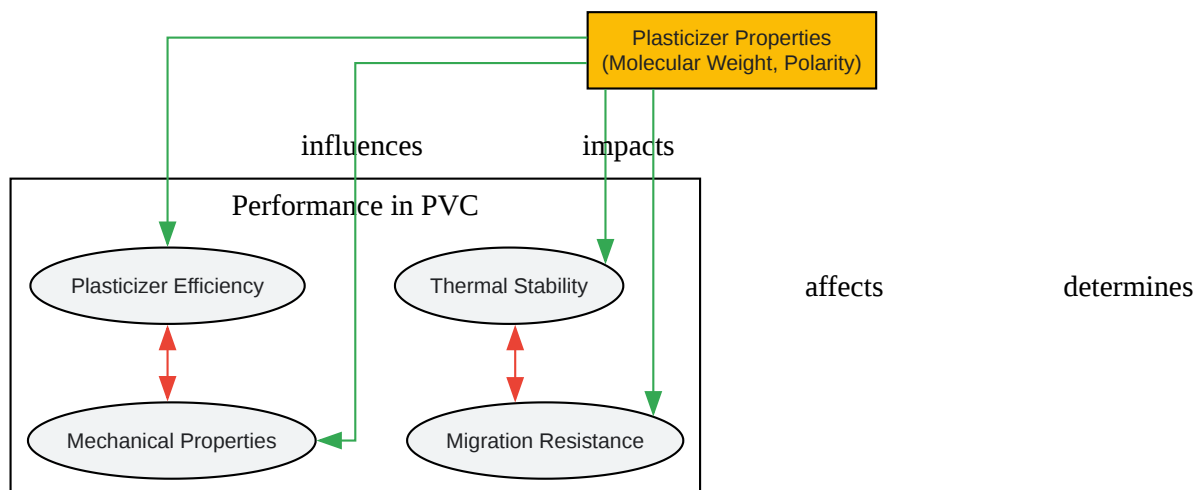 Plasticizer Properties
(Molecular Weight, Polarity)
influences
impacts
Performance in PVC
Plasticizer Efficiency
Thermal Stability
affects
determines
Mechanical Properties
Migration Resistance